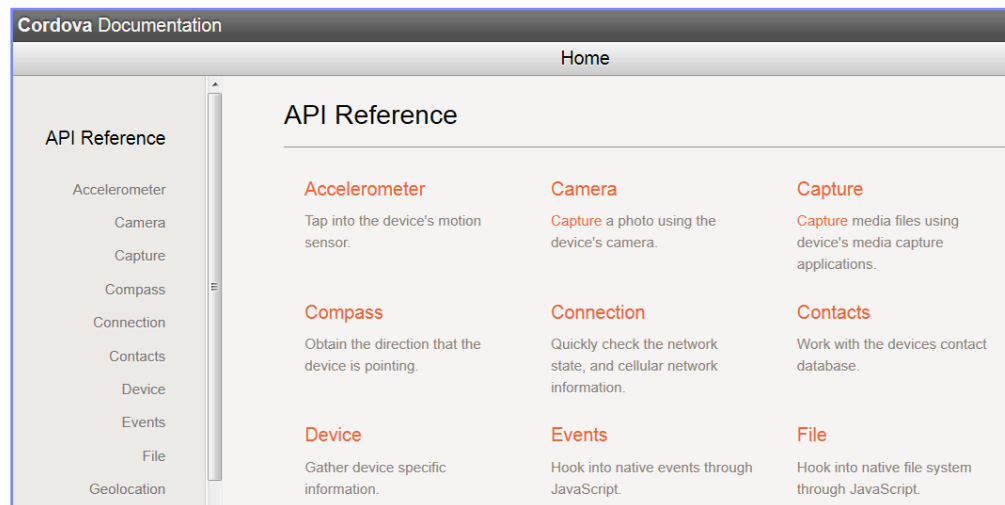 Cordova Documentation
Home
API Reference
Accelerometer
Camera
Capture
Compass
Connection
Contacts
Device
Events
File
Geolocation
API Reference
Accelerometer
Tap into the device's motion
sensor.
Camera
Capture a photo using the
device's camera.
Capture
Capture media files using
device's media capture
applications.
Compass
Obtain the direction that the
device is pointing.
Connection
Quickly check the network
state, and cellular network
information.
Contacts
Work with the devices contact
database.
Device
Gather device specific
information.
Events
Hook into native events through
JavaScript.
File
Hook into native file system
through JavaScript.